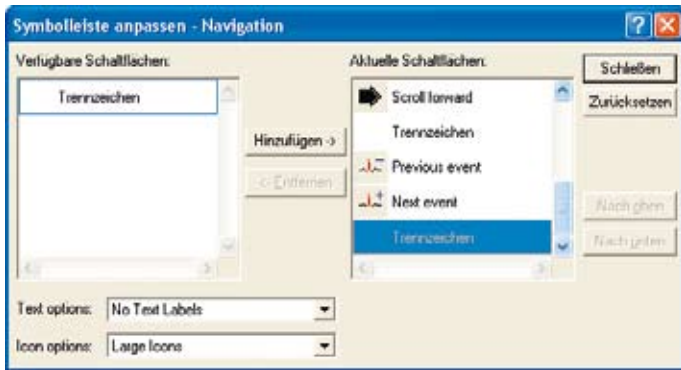 Symbolleiste anpassen - Navigation
Verfügbare Schaltflächen:
Trennzeichen
Hinzufügen ->
<- Entfernen
Aktuelle Schaltflächen:
Scroll forward
Trennzeichen
Previous event
Next event
Trennzeichen
Schließen
Zurücksetzen
Nach oben
Nach unten
Text options: No Text Labels
Icon options: Large Icons